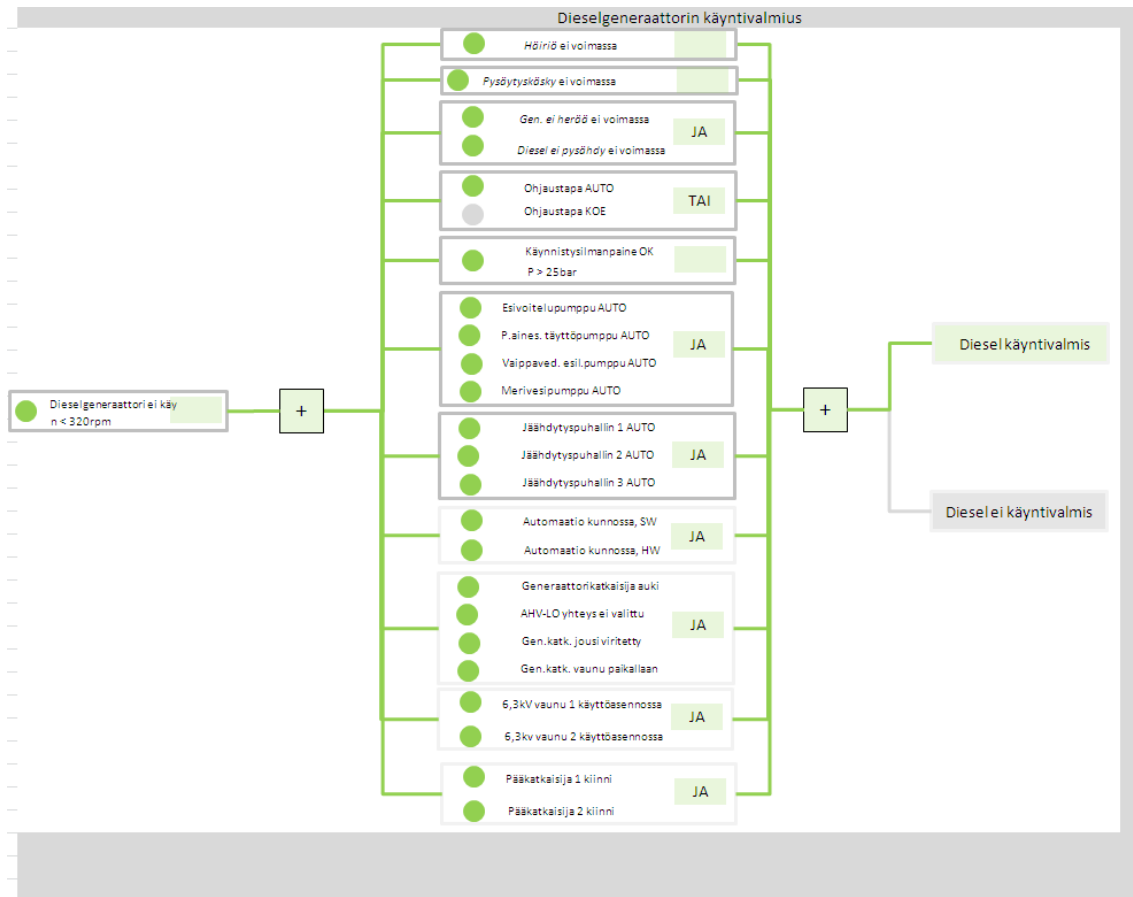 Dieselgeneraattorin käyntivalmius
Häiriö ei voimassa
Pysäytyskäsky ei voimassa
Gen. ei herää ei voimassa
JA
Diesel ei pysähdy ei voimassa
Ohjaustapa AUTO
TAI
Ohjaustapa KOE
Käynnistysilmanpaine OK
P > 25bar
Esivoitelupumppu AUTO
P.aines. täyttöpumppu AUTO
JA
Vaippaved. esil.pumppu AUTO
Merivesipumppu AUTO
Dieselgeneraattori ei käy
n < 320rpm
+
+
Diesel käyntivalmis
Diesel ei käyntivalmis
Jäähdytyspuhallin 1 AUTO
Jäähdytyspuhallin 2 AUTO
JA
Jäähdytyspuhallin 3 AUTO
Automaatio kunnossa, SW
JA
Automaatio kunnossa, HW
Generaattorikatkaisija auki
AHV-LO yhteys ei valittu
JA
Gen.katk. jousi viritetty
Gen.katk. vaunu paikallaan
6,3kV vaunu 1 käyttöasennossa
JA
6,3kv vaunu 2 käyttöasennossa
Pääkatkaisija 1 kiinni
JA
Pääkatkaisija 2 kiinni